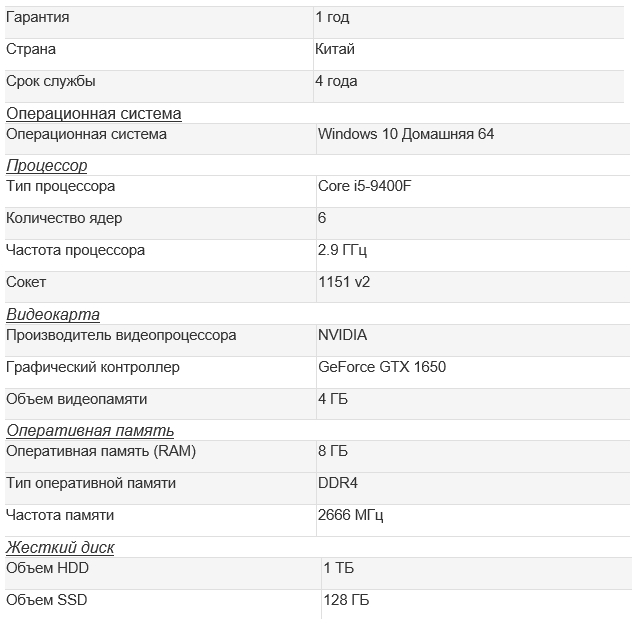 Гарантия 1 год
Страна Китай
Срок службы 4 года
Операционная система
Операционная система Windows 10 Домашняя 64
Процессор
Тип процессора Core i5-9400F
Количество ядер 6
Частота процессора 2.9 ГГц
Сокет 1151 v2
Видеокарта
Производитель видеопроцессора NVIDIA
Графический контроллер GeForce GTX 1650
Объем видеопамяти 4 ГБ
Оперативная память
Оперативная память (RAM) 8 ГБ
Тип оперативной памяти DDR4
Частота памяти 2666 МГц
Жесткий диск
Объем HDD 1 ТБ
Объем SSD 128 ГБ